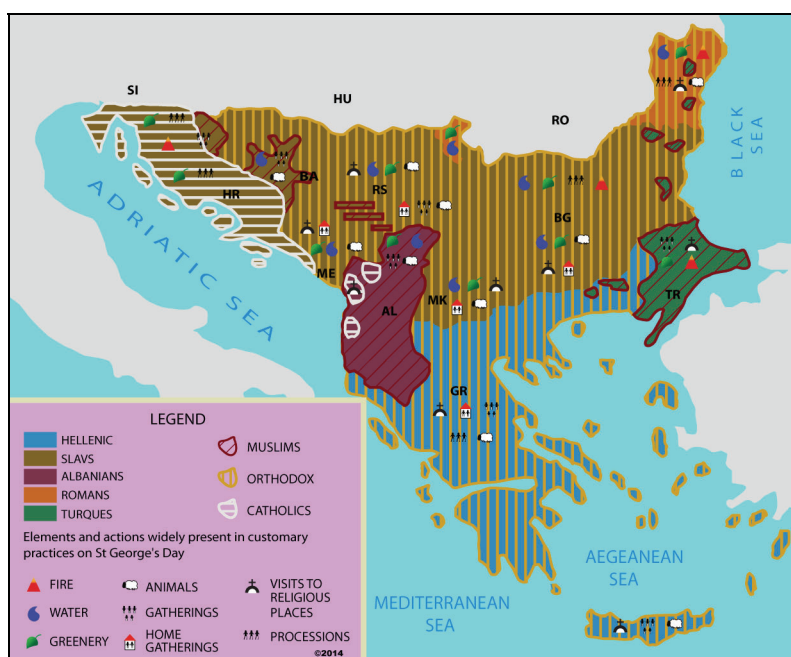 SI
HU
RO
BLACK
SEA
HR
BA
RS
BG
ADRIATIC SEA
ME
MK
AL
TR
GR
LEGEND
HELLENIC
SLAVS
ALBANIANS
ROMANS
TURQUES
MUSLIMS
ORTHODOX
CATHOLICS
Elements and actions widely present in customary
practices on St George's Day
FIRE
ANIMALS
VISITS TO
RELIGIOUS
PLACES
WATER
GATHERINGS
GREENERY
HOME
GATHERINGS
PROCESSIONS
©2014
AEGEANEAN
SEA
MEDITERRANEAN
SEA